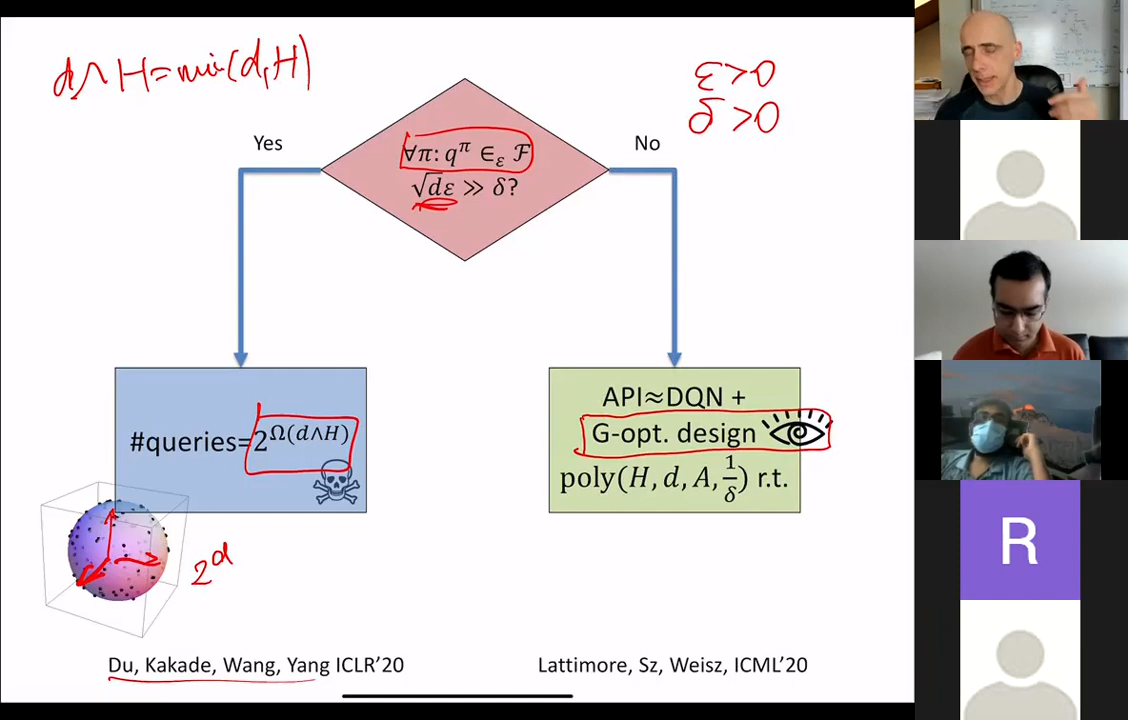 d∧H=min(d,H)
ε>0
δ>0
Yes
No
∀π: q^π ∈_ε ℱ
√dε ≫ δ?
#queries=2^Ω(d∧H)
API≈DQN +
G-opt. design
poly(H, d, A, 1/δ) r.t.
2^d
Du, Kakade, Wang, Yang ICLR'20
Lattimore, Sz, Weisz, ICML'20
R